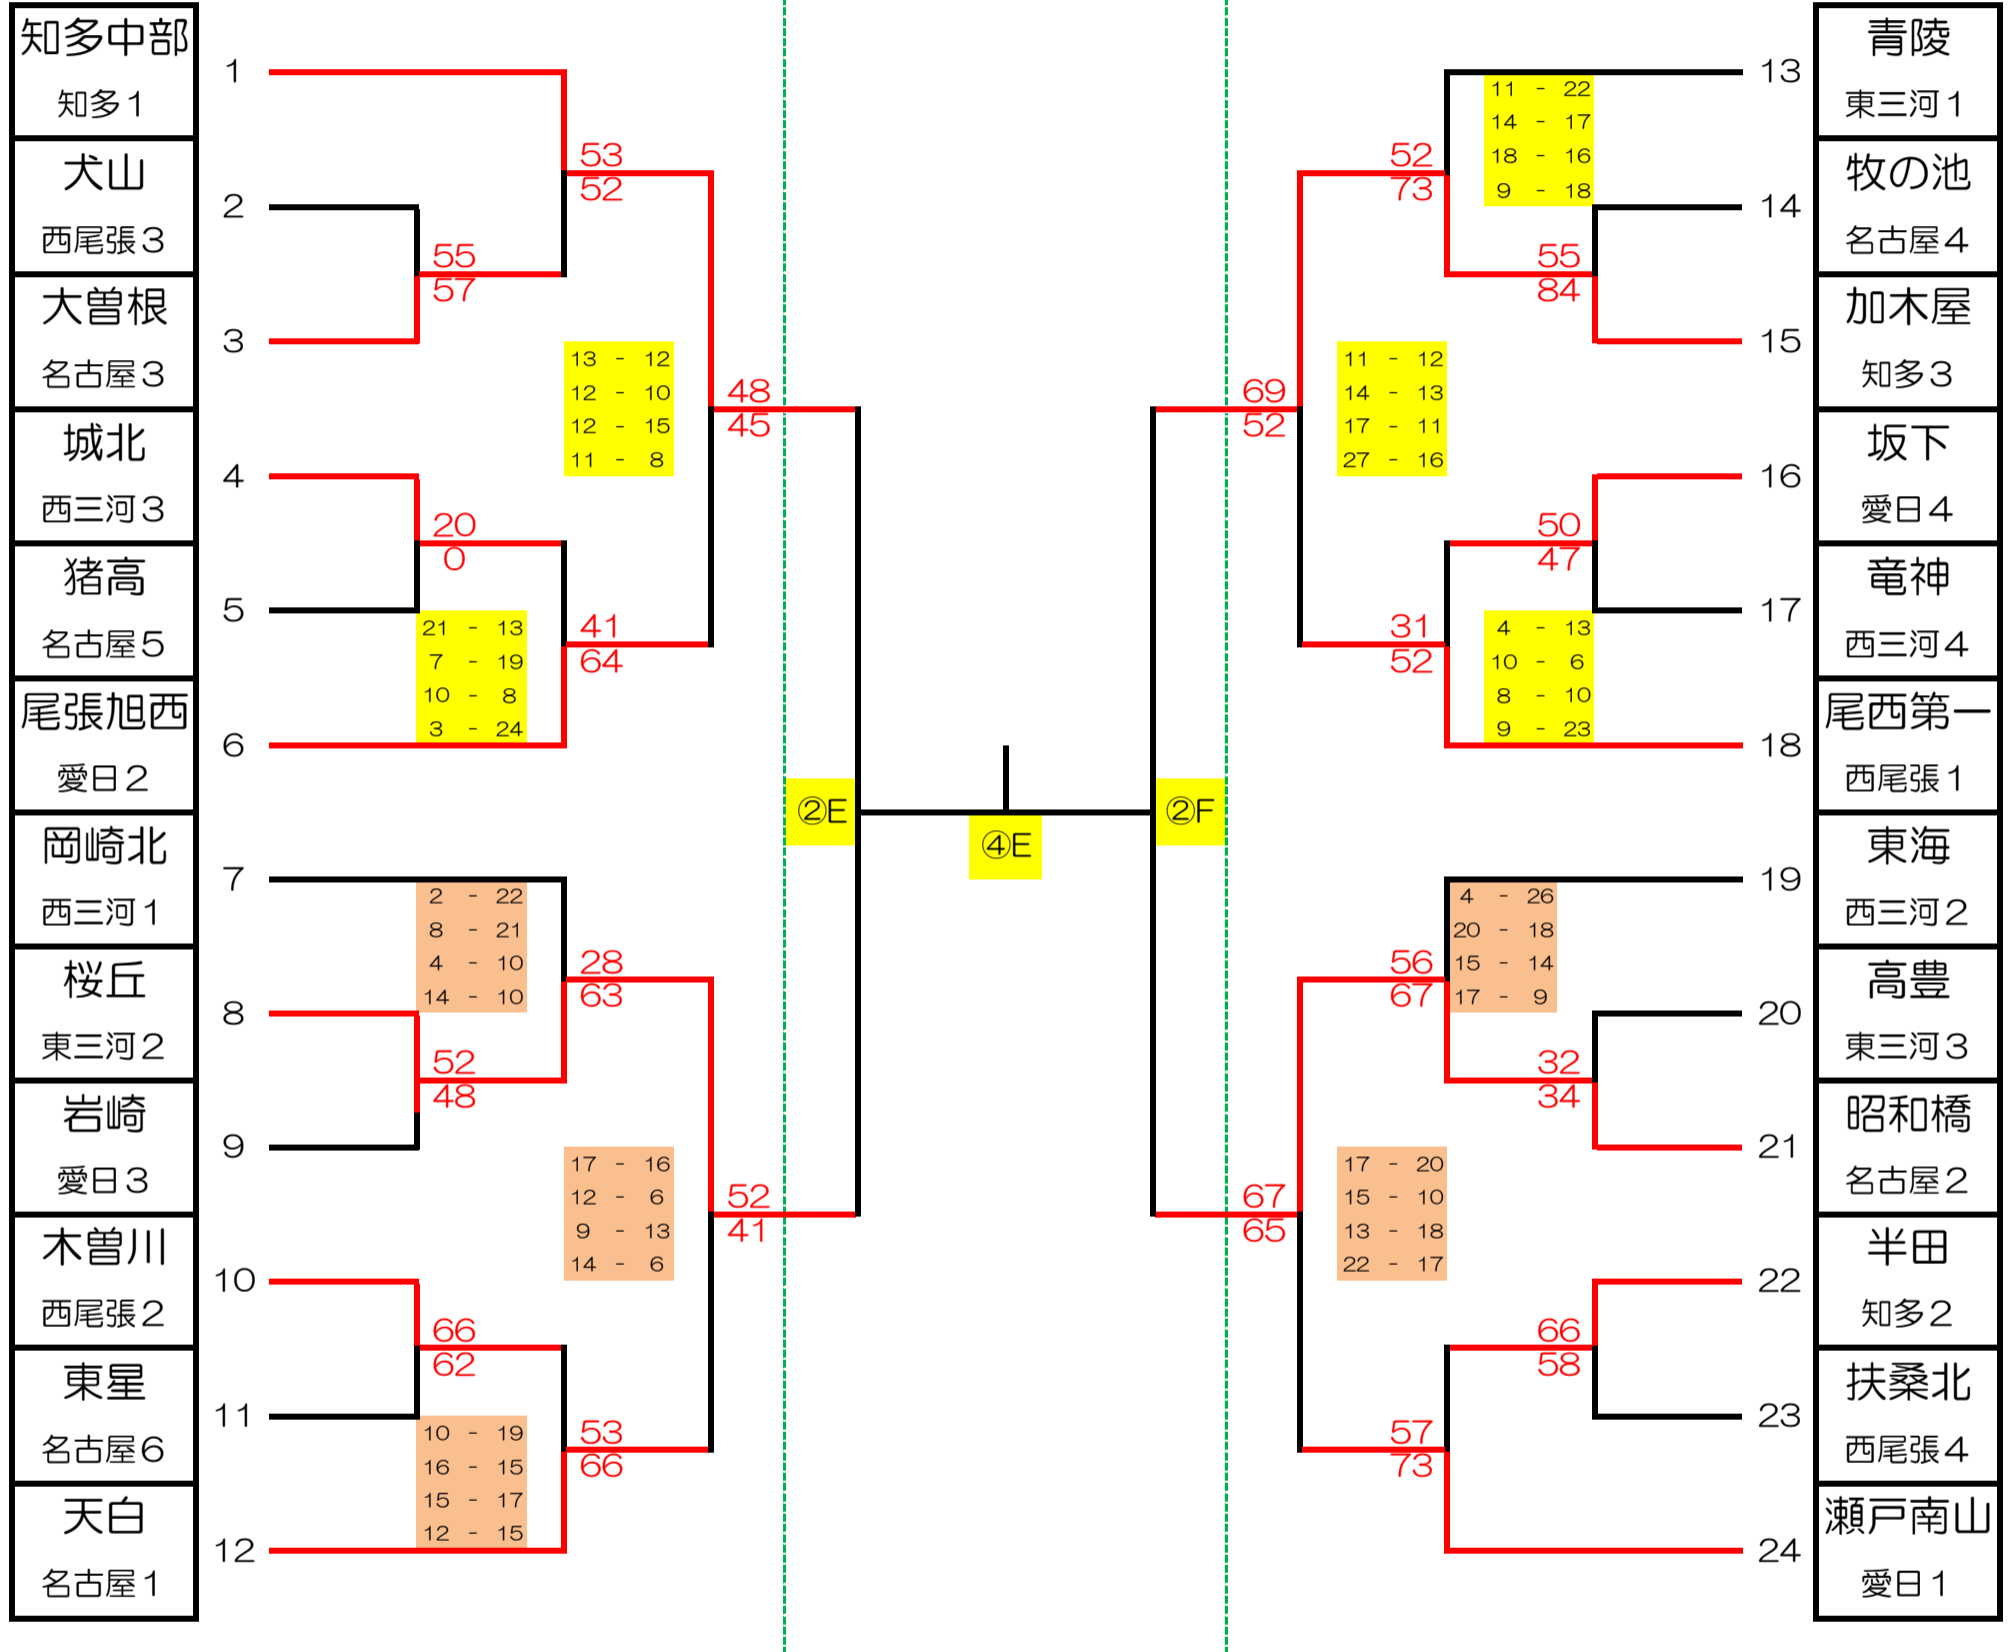 知多中部
知多1
犬山
西尾張3
大曽根
名古屋3
城北
西三河3
猪高
名古屋5
尾張旭西
愛日2
岡崎北
西三河1
桜丘
東三河2
岩崎
愛日3
木曽川
西尾張2
東星
名古屋6
天白
名古屋1
1
2
3
4
5
6
7
8
9
10
11
12
55
57
20
0
21 - 13
7 - 19
10 - 8
3 - 24
2 - 22
8 - 21
4 - 10
14 - 10
52
48
66
62
10 - 19
16 - 15
15 - 17
12 - 15
53
52
13 - 12
12 - 10
12 - 15
11 - 8
41
64
28
63
17 - 16
12 - 6
9 - 13
14 - 6
53
66
48
45
52
41
②E
④E
②F
69
52
67
65
52
73
11 - 12
14 - 13
17 - 11
27 - 16
31
52
56
67
17 - 20
15 - 10
13 - 18
22 - 17
57
73
11 - 22
14 - 17
18 - 16
9 - 18
55
84
50
47
4 - 13
10 - 6
8 - 10
9 - 23
4 - 26
20 - 18
15 - 14
17 - 9
32
34
66
58
13
14
15
16
17
18
19
20
21
22
23
24
青陵
東三河1
牧の池
名古屋4
加木屋
知多3
坂下
愛日4
竜神
西三河4
尾西第一
西尾張1
東海
西三河2
高豊
東三河3
昭和橋
名古屋2
半田
知多2
扶桑北
西尾張4
瀬戸南山
愛日1